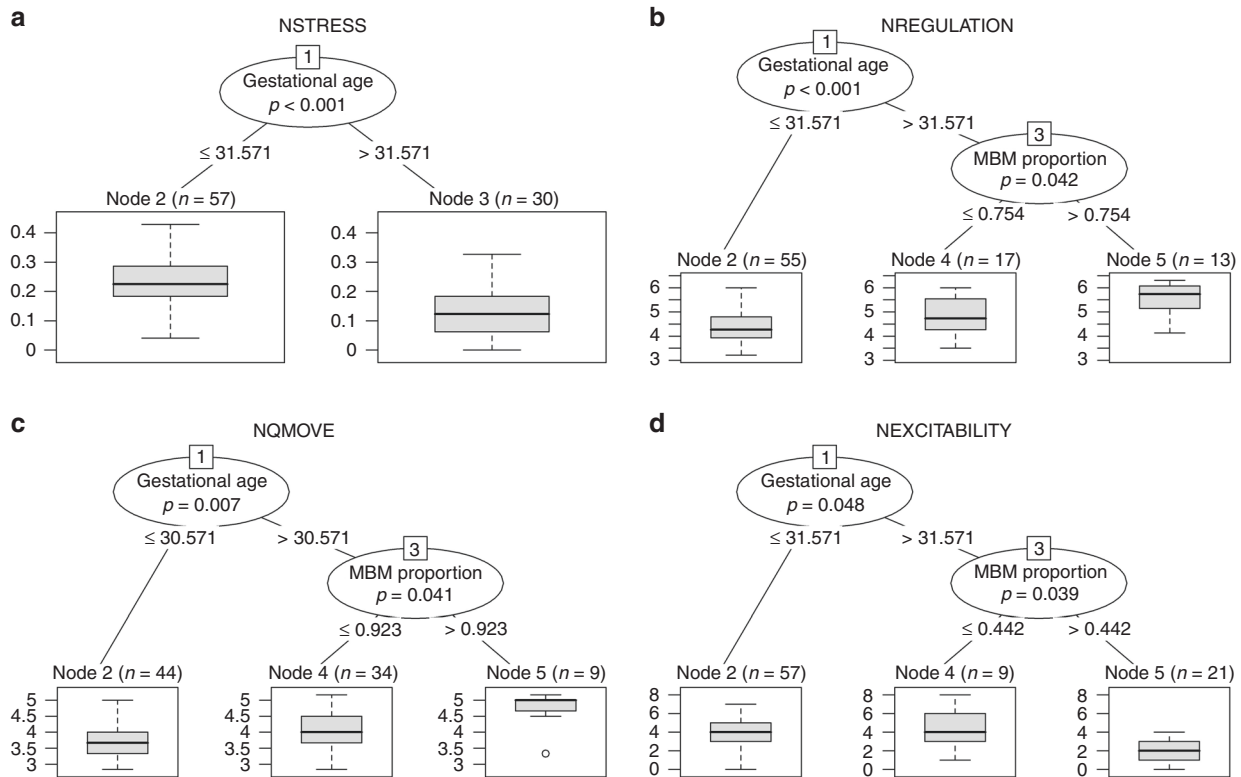 a
NSTRESS
1
Gestational age
p < 0.001
≤ 31.571
> 31.571
Node 2 (n = 57)
Node 3 (n = 30)
0.4
0.3
0.2
0.1
0
0.4
0.3
0.2
0.1
0
b
NREGULATION
1
Gestational age
p < 0.001
≤ 31.571
> 31.571
3
MBM proportion
p = 0.042
≤ 0.754
> 0.754
Node 2 (n = 55)
Node 4 (n = 17)
Node 5 (n = 13)
6
5
4
3
6
5
4
3
6
5
4
3
c
NQMOVE
1
Gestational age
p = 0.007
≤ 30.571
> 30.571
3
MBM proportion
p = 0.041
≤ 0.923
> 0.923
Node 2 (n = 44)
Node 4 (n = 34)
Node 5 (n = 9)
5
4.5
4
3.5
3
5
4.5
4
3.5
3
5
4.5
4
3.5
3
d
NEXCITABILITY
1
Gestational age
p = 0.048
≤ 31.571
> 31.571
3
MBM proportion
p = 0.039
≤ 0.442
> 0.442
Node 2 (n = 57)
Node 4 (n = 9)
Node 5 (n = 21)
8
6
4
2
0
8
6
4
2
0
8
6
4
2
0